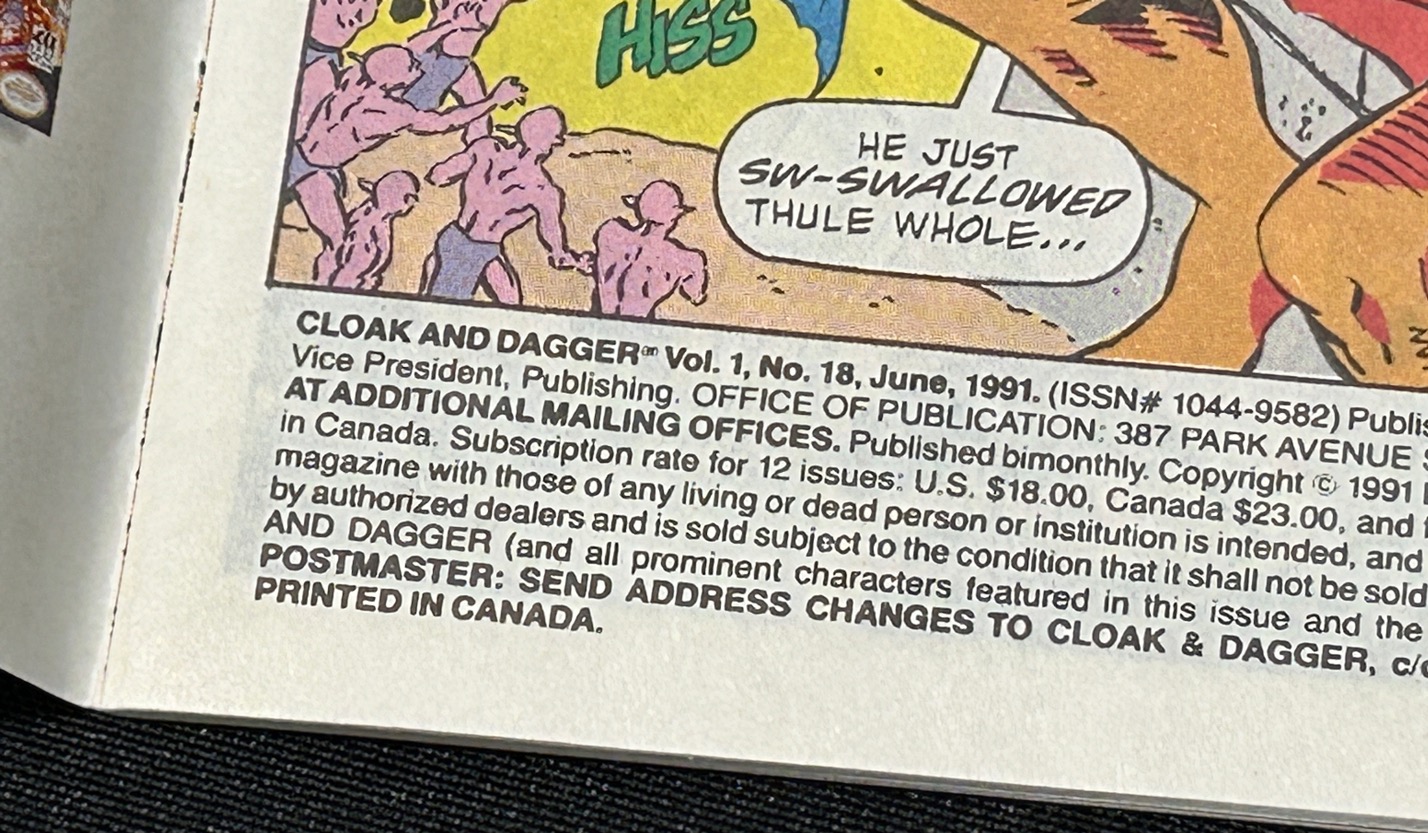 HISS
HE JUST
SW-SWALLOWED
THULE WHOLE...
CLOAK AND DAGGER™ Vol. 1, No. 18, June, 1991. (ISSN# 1044-9582)
Vice President, Publishing. OFFICE OF PUBLICATION: 387 PARK AVENUE
AT ADDITIONAL MAILING OFFICES. Published bimonthly. Copyright © 1991
in Canada. Subscription rate for 12 issues: U.S. $18.00, Canada $23.00, and
magazine with those of any living or dead person or institution is intended, and
by authorized dealers and is sold subject to the condition that it shall not be sold
AND DAGGER (and all prominent characters featured in this issue and the
POSTMASTER: SEND ADDRESS CHANGES TO CLOAK & DAGGER,
PRINTED IN CANADA.